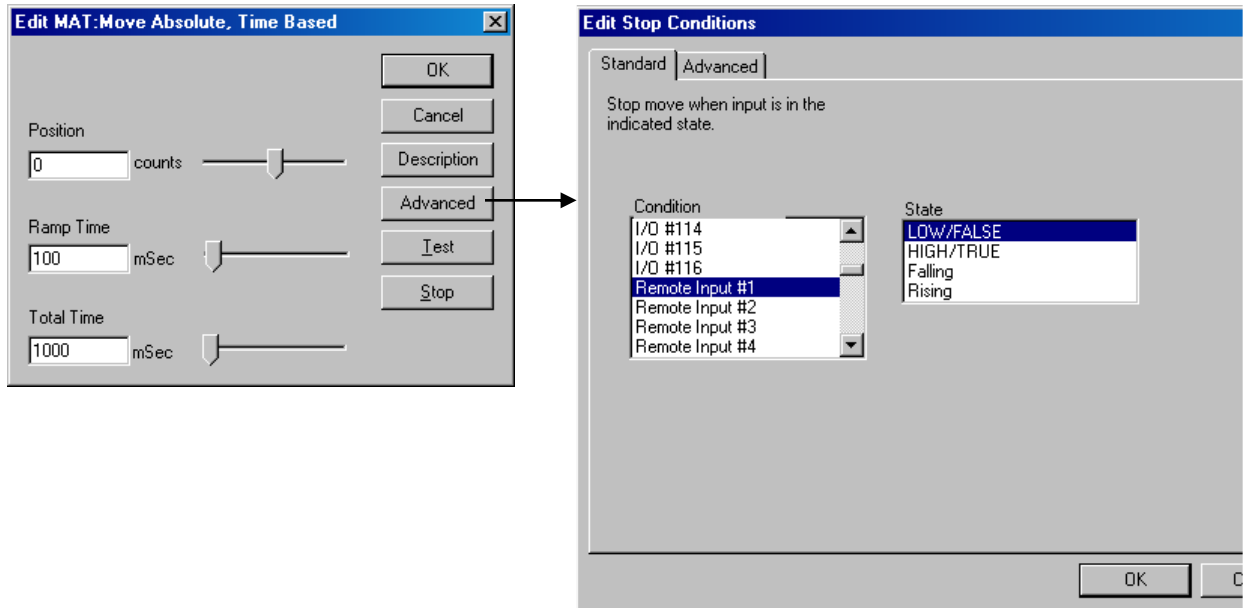 Edit MAT:Move Absolute, Time Based
OK
Cancel
Position
0 counts
Description
Advanced
Ramp Time
100 mSec
Test
Stop
Total Time
1000 mSec
Edit Stop Conditions
Standard Advanced
Stop move when input is in the
indicated state.
Condition
I/O #114
I/O #115
I/O #116
Remote Input #1
Remote Input #2
Remote Input #3
Remote Input #4
State
LOW/FALSE
HIGH/TRUE
Falling
Rising
OK